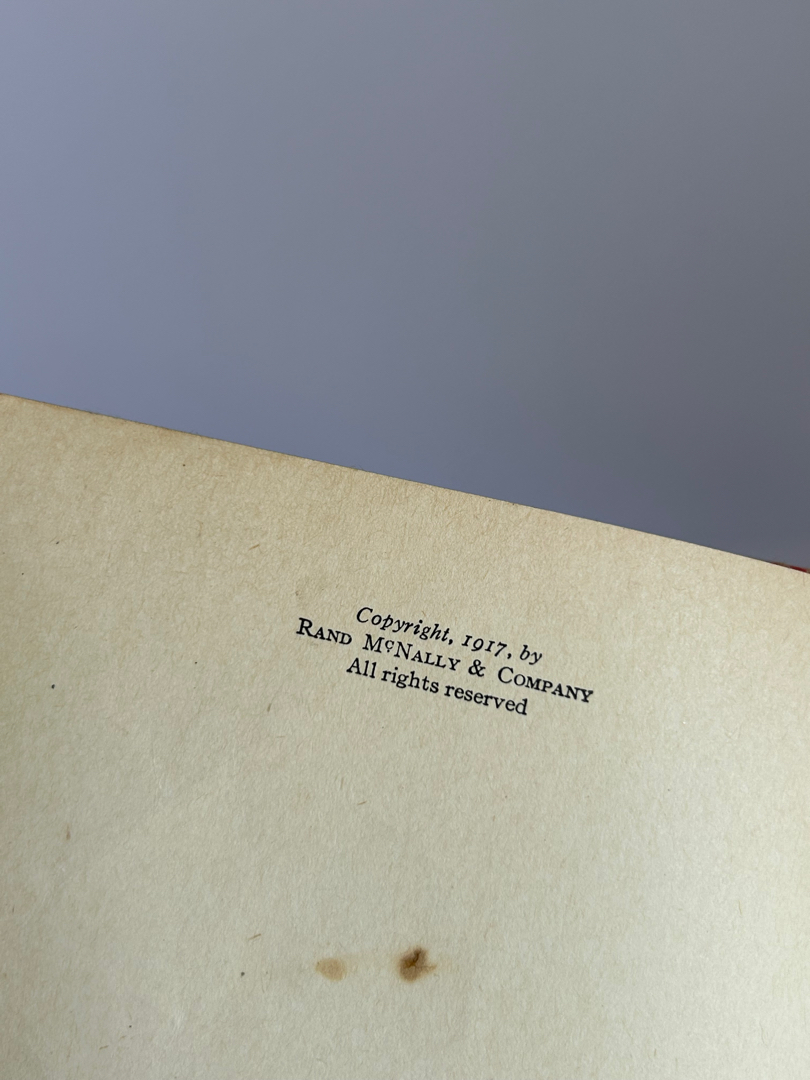 Copyright, 1917, by
RAND MCNALLY & COMPANY
All rights reserved